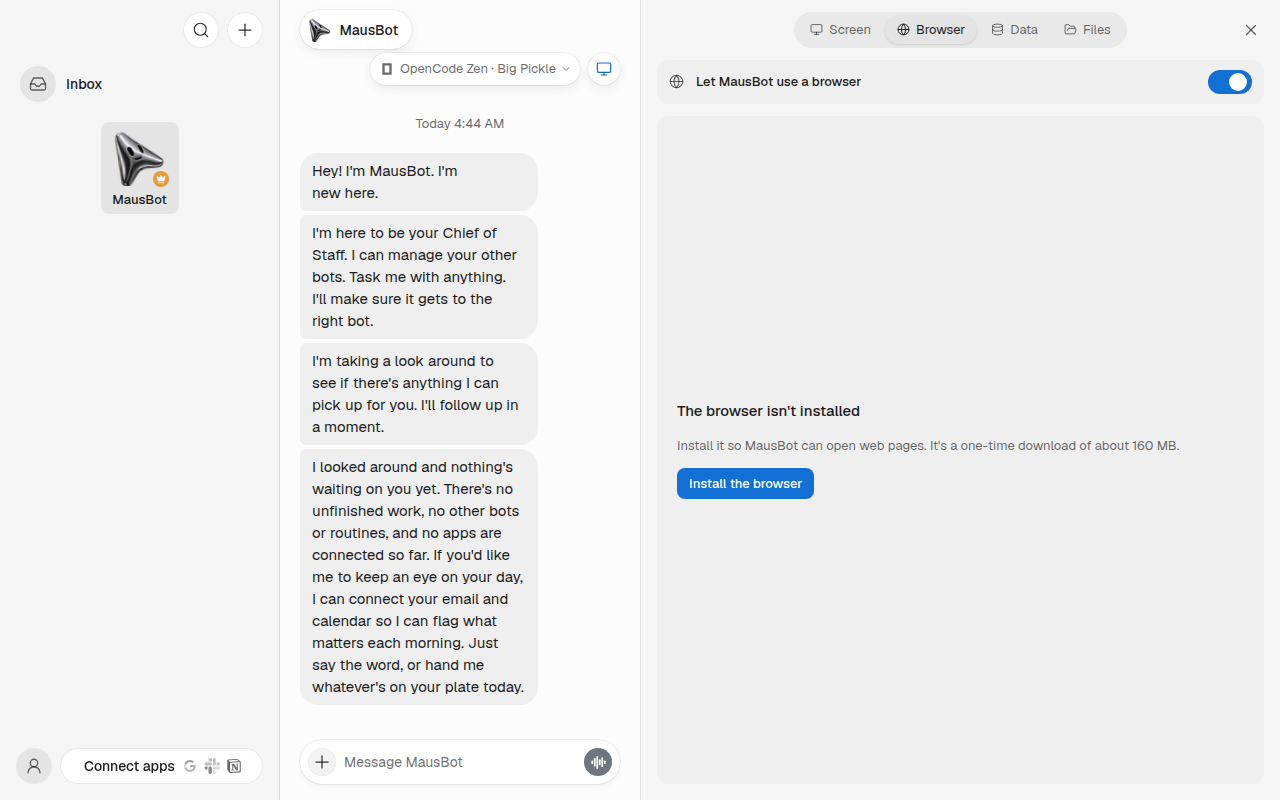 Inbox
MausBot
Connect apps
MausBot
OpenCode Zen · Big Pickle
Today 4:44 AM
Hey! I'm MausBot. I'm
new here.
I'm here to be your Chief of
Staff. I can manage your other
bots. Task me with anything.
I'll make sure it gets to the
right bot.
I'm taking a look around to
see if there's anything I can
pick up for you. I'll follow up in
a moment.
I looked around and nothing's
waiting on you yet. There's no
unfinished work, no other bots
or routines, and no apps are
connected so far. If you'd like
me to keep an eye on your day,
I can connect your email and
calendar so I can flag what
matters each morning. Just
say the word, or hand me
whatever's on your plate today.
Message MausBot
Screen
Browser
Data
Files
Let MausBot use a browser
The browser isn't installed
Install it so MausBot can open web pages. It's a one-time download of about 160 MB.
Install the browser